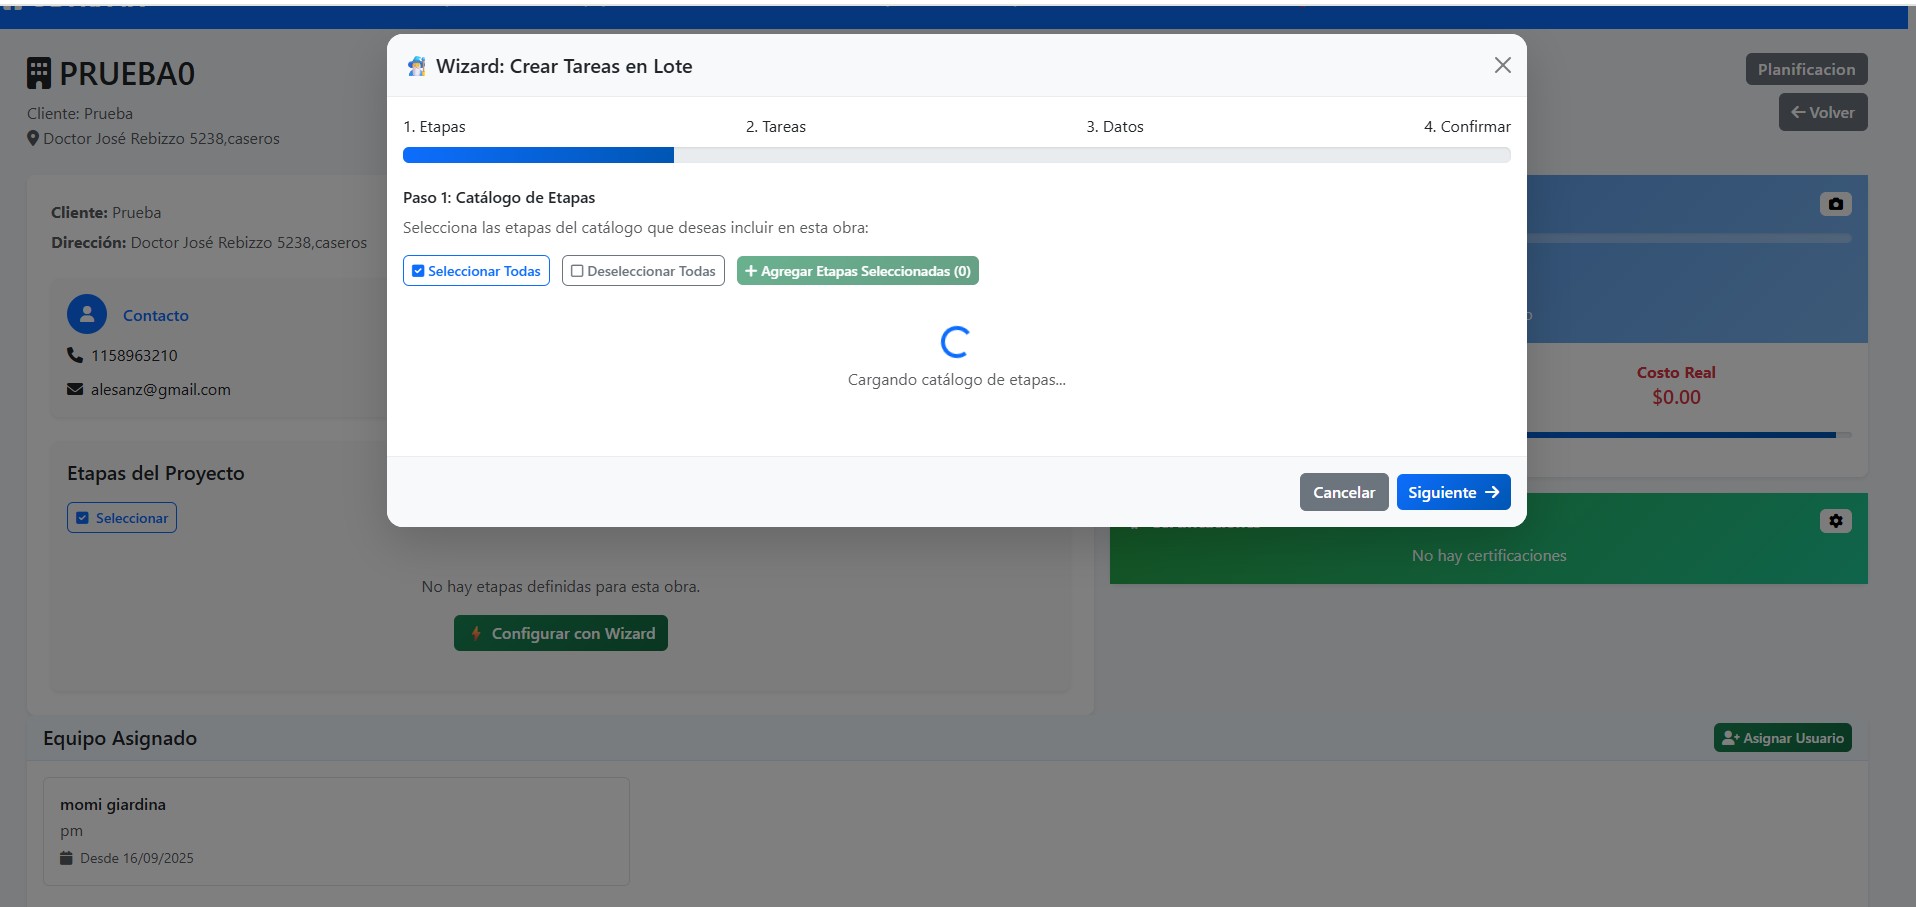 PRUEBA0
Cliente: Prueba
Doctor José Rebizzo 5238,caseros
Planificacion
Volver
Wizard: Crear Tareas en Lote
1. Etapas
2. Tareas
3. Datos
4. Confirmar
Paso 1: Catálogo de Etapas
Selecciona las etapas del catálogo que deseas incluir en esta obra:
Seleccionar Todas
Deseleccionar Todas
Agregar Etapas Seleccionadas (0)
Cargando catálogo de etapas...
Cancelar
Siguiente
Cliente: Prueba
Dirección: Doctor José Rebizzo 5238,caseros
Contacto
1158963210
alesanz@gmail.com
Costo Real
$0.00
Etapas del Proyecto
Seleccionar
No hay etapas definidas para esta obra.
Configurar con Wizard
No hay certificaciones
Equipo Asignado
Asignar Usuario
momi giardina
pm
Desde 16/09/2025